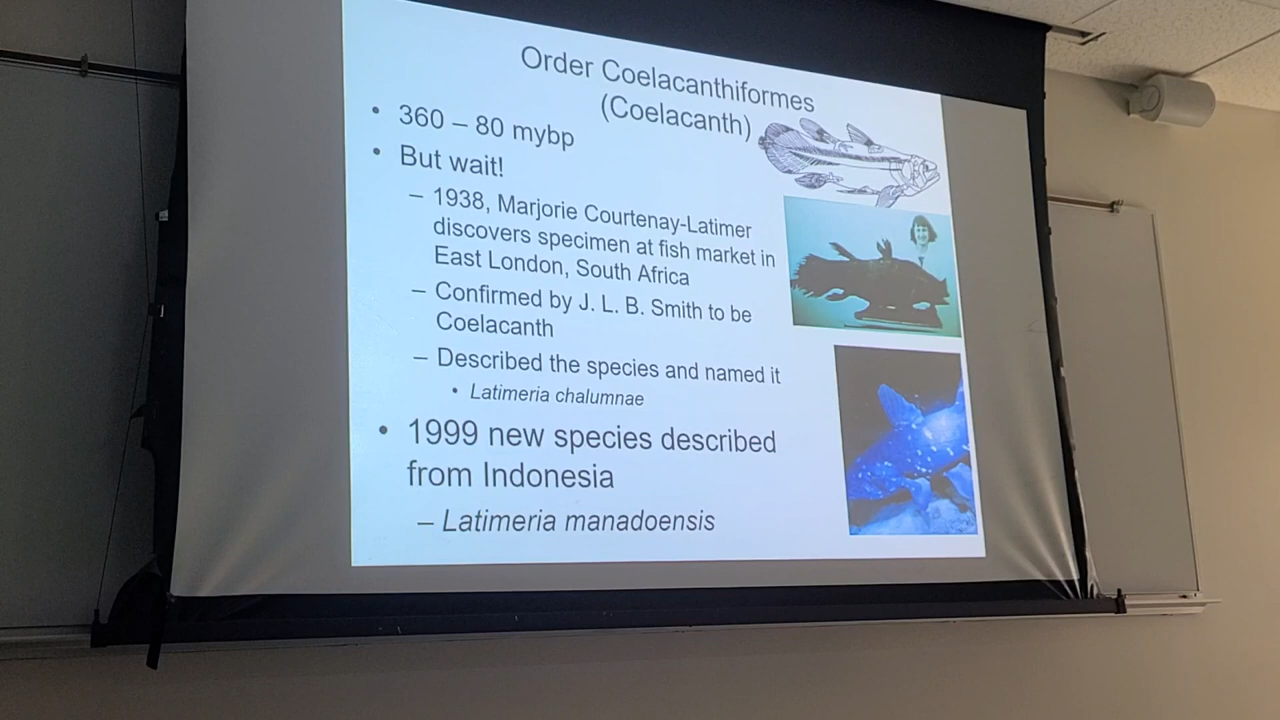 Order Coelacanthiformes
(Coelacanth)
• 360 – 80 mybp
• But wait!
– 1938, Marjorie Courtenay-Latimer
discovers specimen at fish market in
East London, South Africa
– Confirmed by J. L. B. Smith to be
Coelacanth
– Described the species and named it
• Latimeria chalumnae
• 1999 new species described
from Indonesia
– Latimeria manadoensis